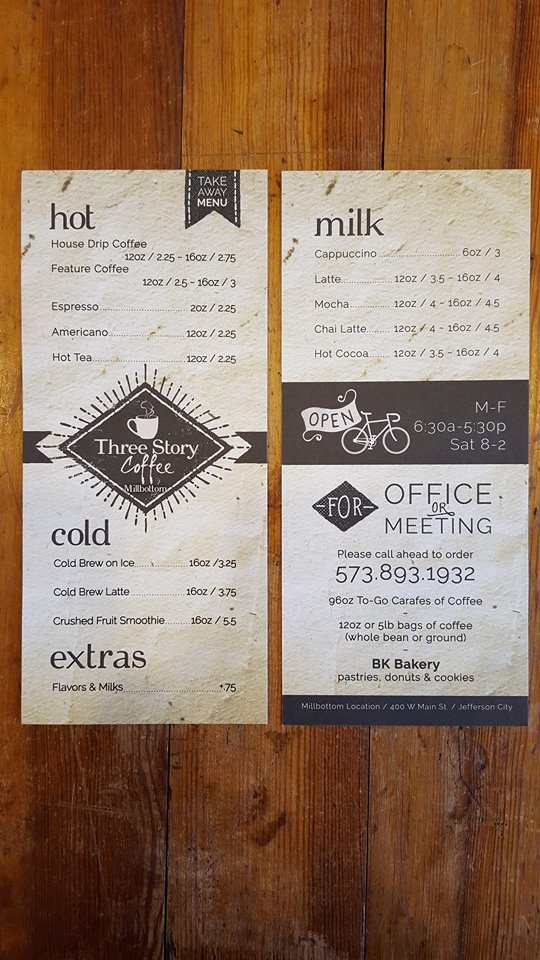 TAKE
AWAY
MENU
hot
House Drip Coffee
12oz / 2.25 ~ 16oz / 2.75
Feature Coffee
12oz / 2.5 ~ 16oz / 3
Espresso 2oz / 2.25
Americano 12oz / 2.25
Hot Tea 12oz / 2.25
Three Story
Coffee
Millbottom
cold
Cold Brew on Ice 16oz /3.25
Cold Brew Latte 16oz / 3.75
Crushed Fruit Smoothie 16oz / 5.5
extras
Flavors & Milks +.75
milk
Cappuccino 6oz / 3
Latte 12oz / 3.5 ~ 16oz / 4
Mocha 12oz / 4 ~ 16oz / 4.5
Chai Latte 12oz / 4 ~ 16oz / 4.5
Hot Cocoa 12oz / 3.5 ~ 16oz / 4
OPEN
M-F
6:30a-5:30p
Sat 8-2
-FOR-
OFFICE
OR
MEETING
Please call ahead to order
573.893.1932
96oz To-Go Carafes of Coffee
~
12oz or 5lb bags of coffee
(whole bean or ground)
~
BK Bakery
pastries, donuts & cookies
Millbottom Location / 400 W Main St / Jefferson City